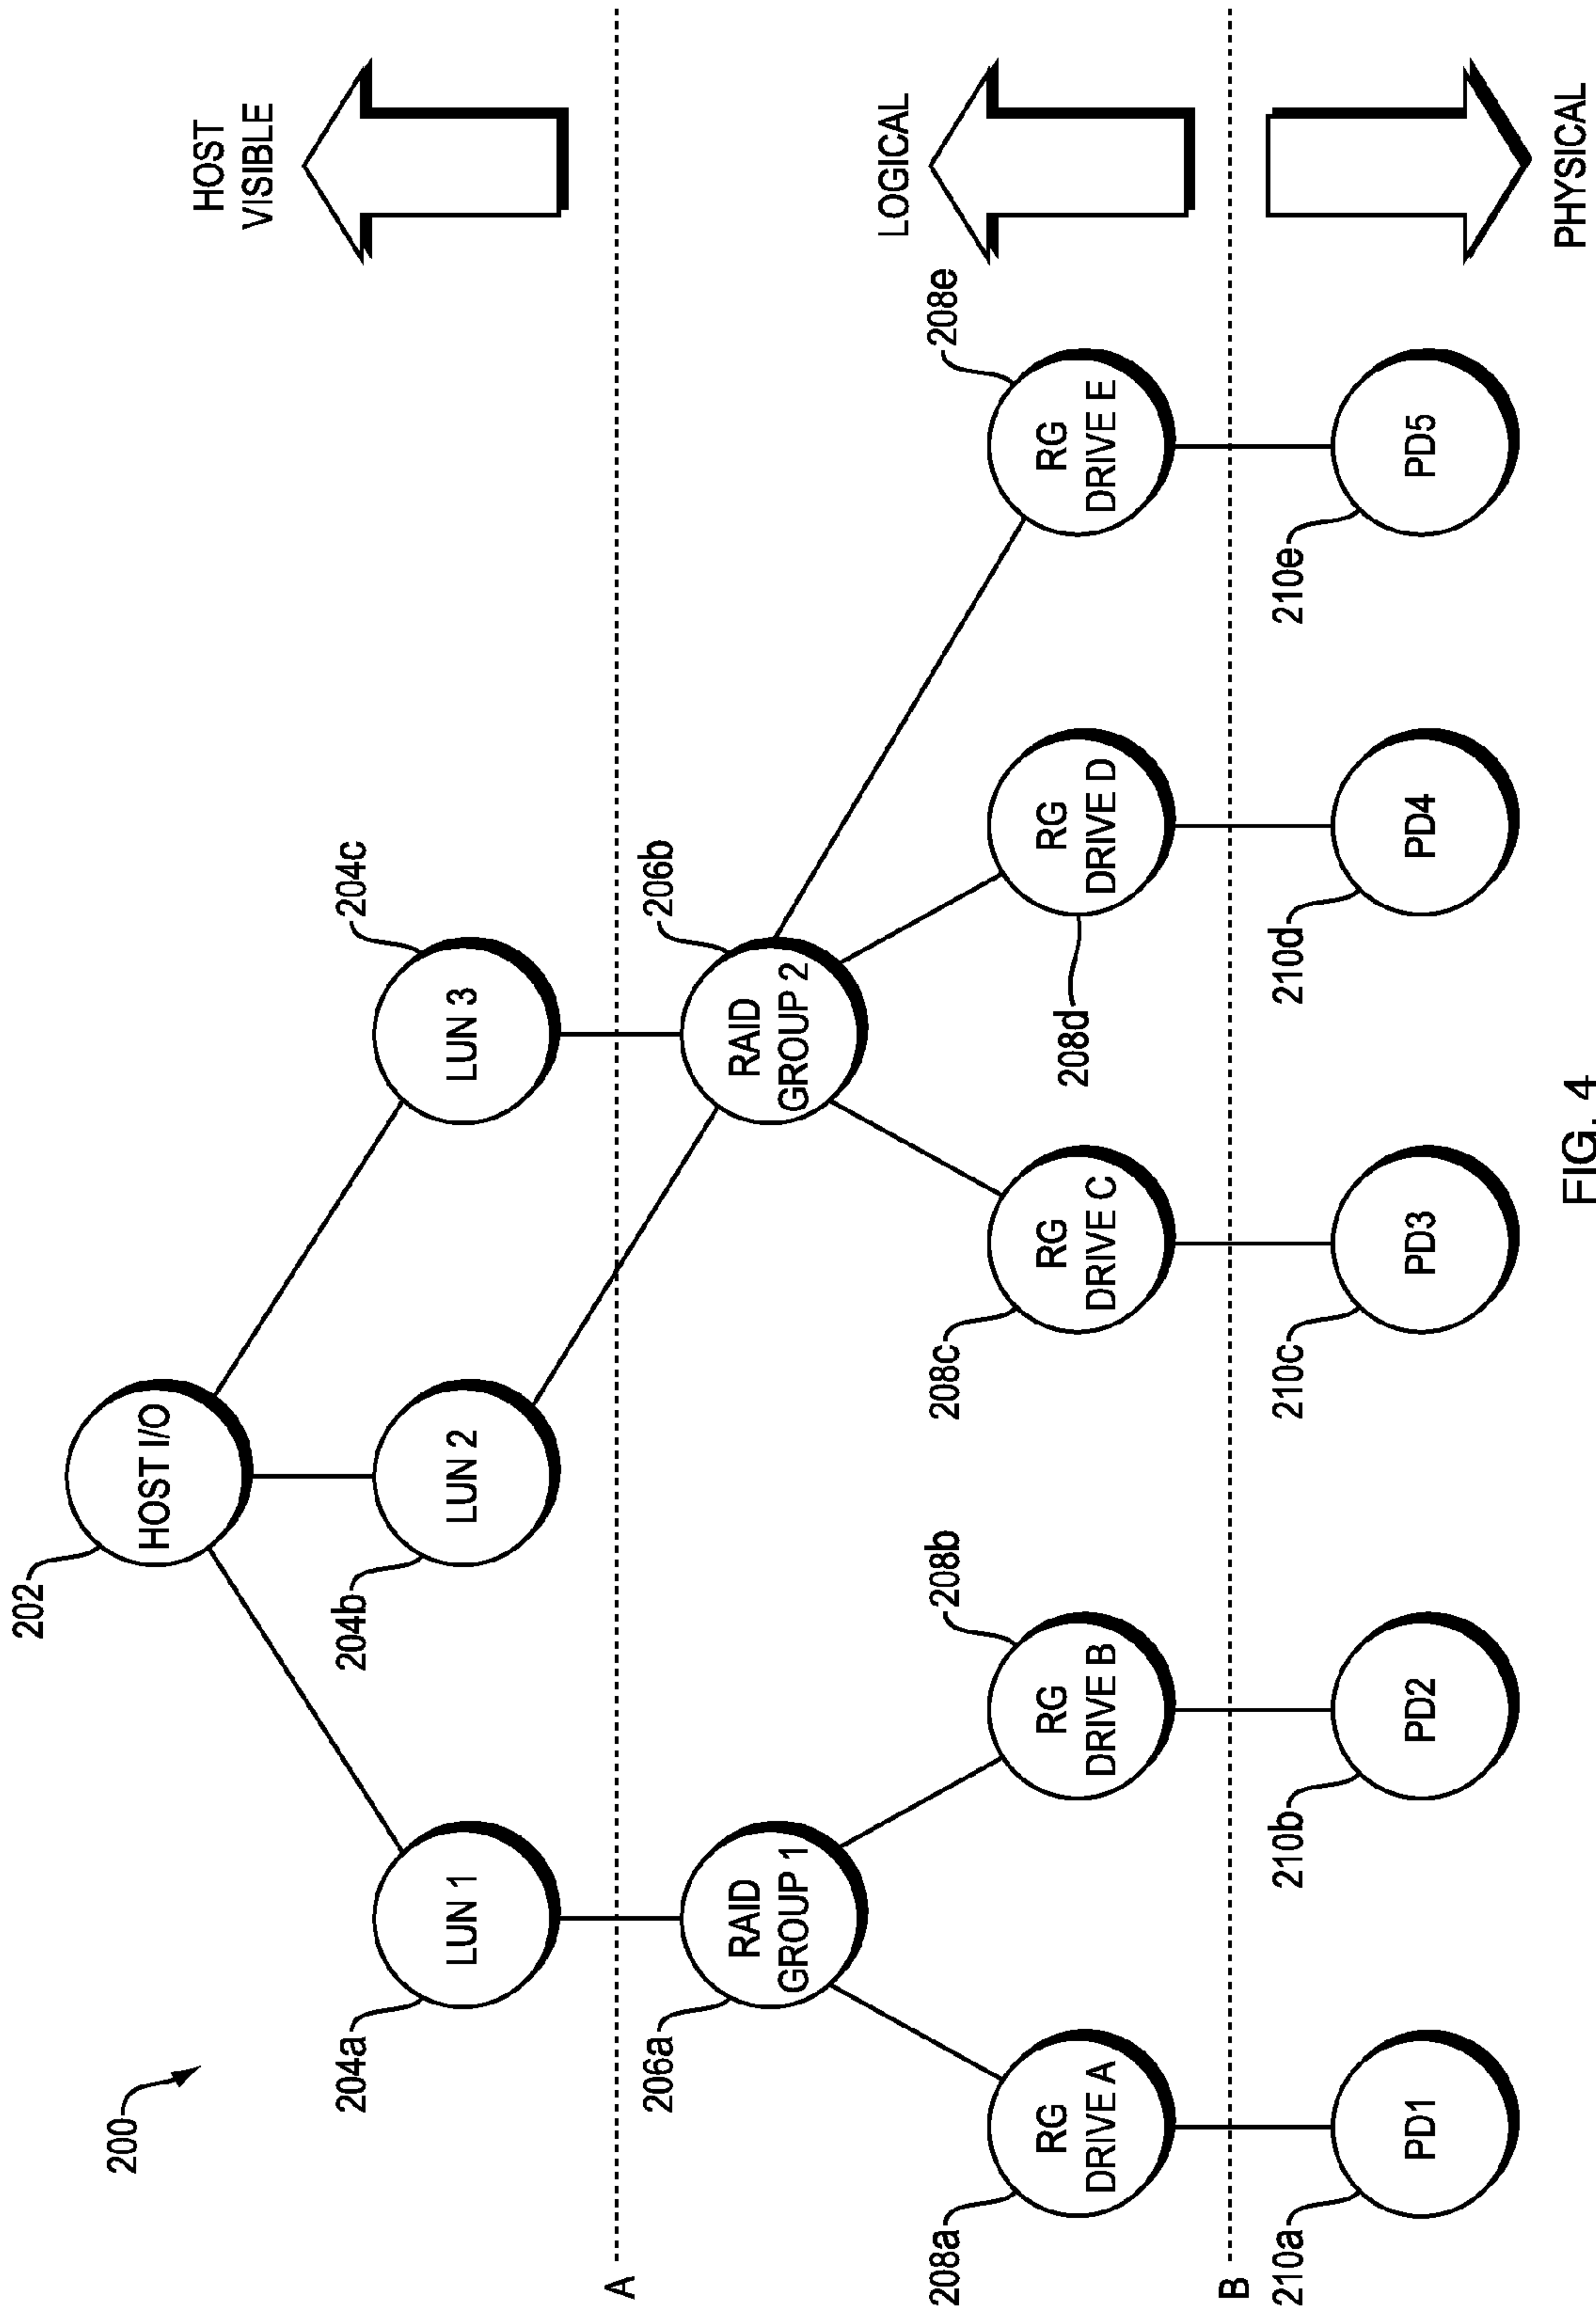 200
202
HOST I/O
HOST
VISIBLE
204a
LUN 1
204b
LUN 2
204c
LUN 3
A
206a
RAID
GROUP 1
206b
RAID
GROUP 2
LOGICAL
208a
RG
DRIVE A
208b
RG
DRIVE B
208c
RG
DRIVE C
208d
RG
DRIVE D
208e
RG
DRIVE E
B
210a
PD1
210b
PD2
210c
PD3
210d
PD4
210e
PD5
PHYSICAL
FIG. 4